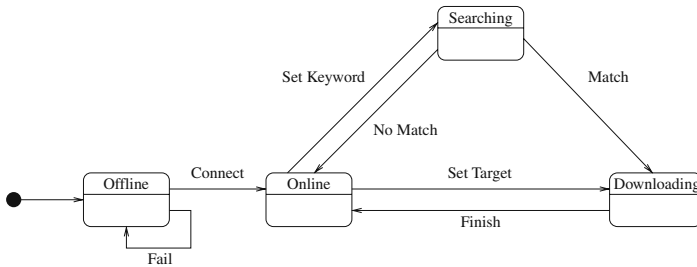 Searching
Set Keyword
Match
No Match
Offline
Connect
Online
Set Target
Downloading
Finish
Fail